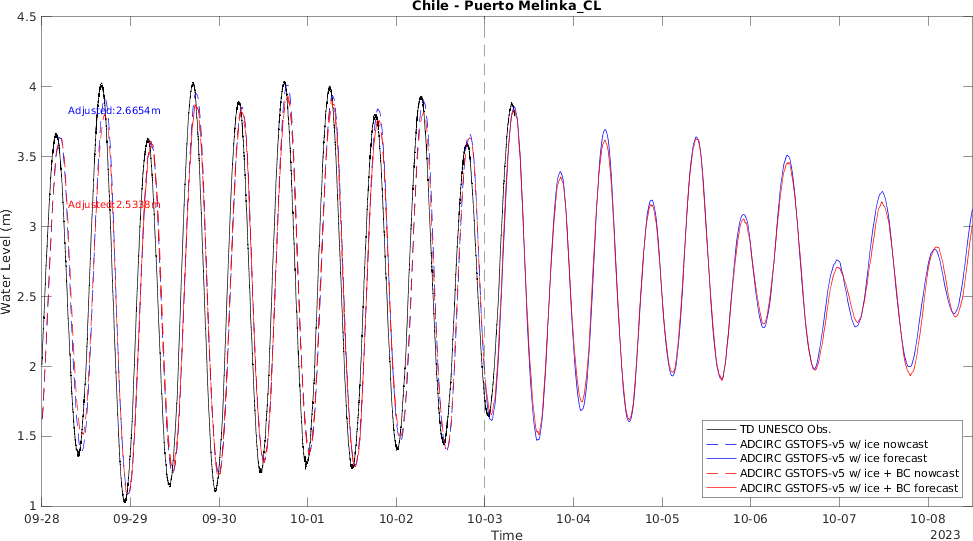 Chile - Puerto Melinka_CL
4.5
4
3.5
3
2.5
2
1.5
1
Water Level (m)
Adjusted:2.6654m
Adjusted:2.5338m
TD UNESCO Obs.
ADCIRC GSTOFS-v5 w/ ice nowcast
ADCIRC GSTOFS-v5 w/ ice forecast
ADCIRC GSTOFS-v5 w/ ice + BC nowcast
ADCIRC GSTOFS-v5 w/ ice + BC forecast
09-28
09-29
09-30
10-01
10-02
10-03
10-04
10-05
10-06
10-07
10-08
2023
Time